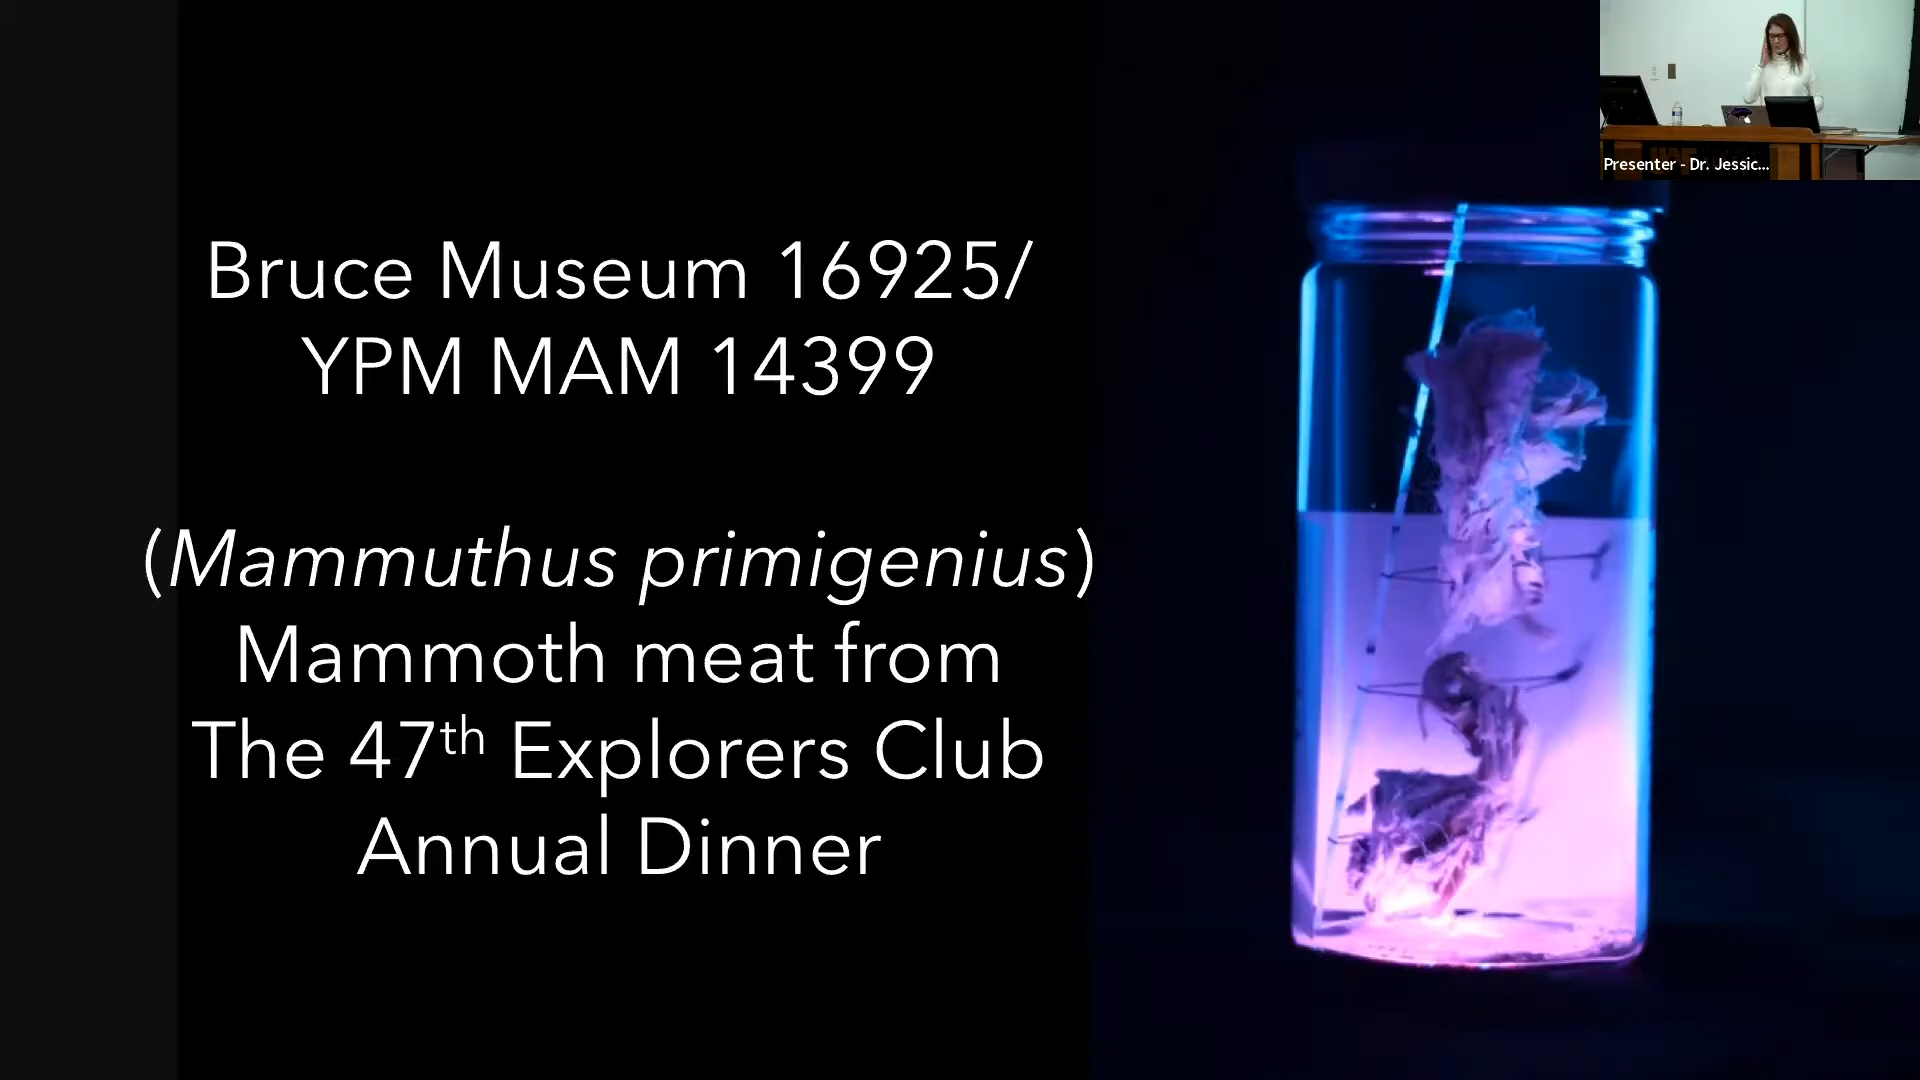 Presenter - Dr. Jessic...
Bruce Museum 16925/
YPM MAM 14399
(Mammuthus primigenius)
Mammoth meat from
The 47th Explorers Club
Annual Dinner